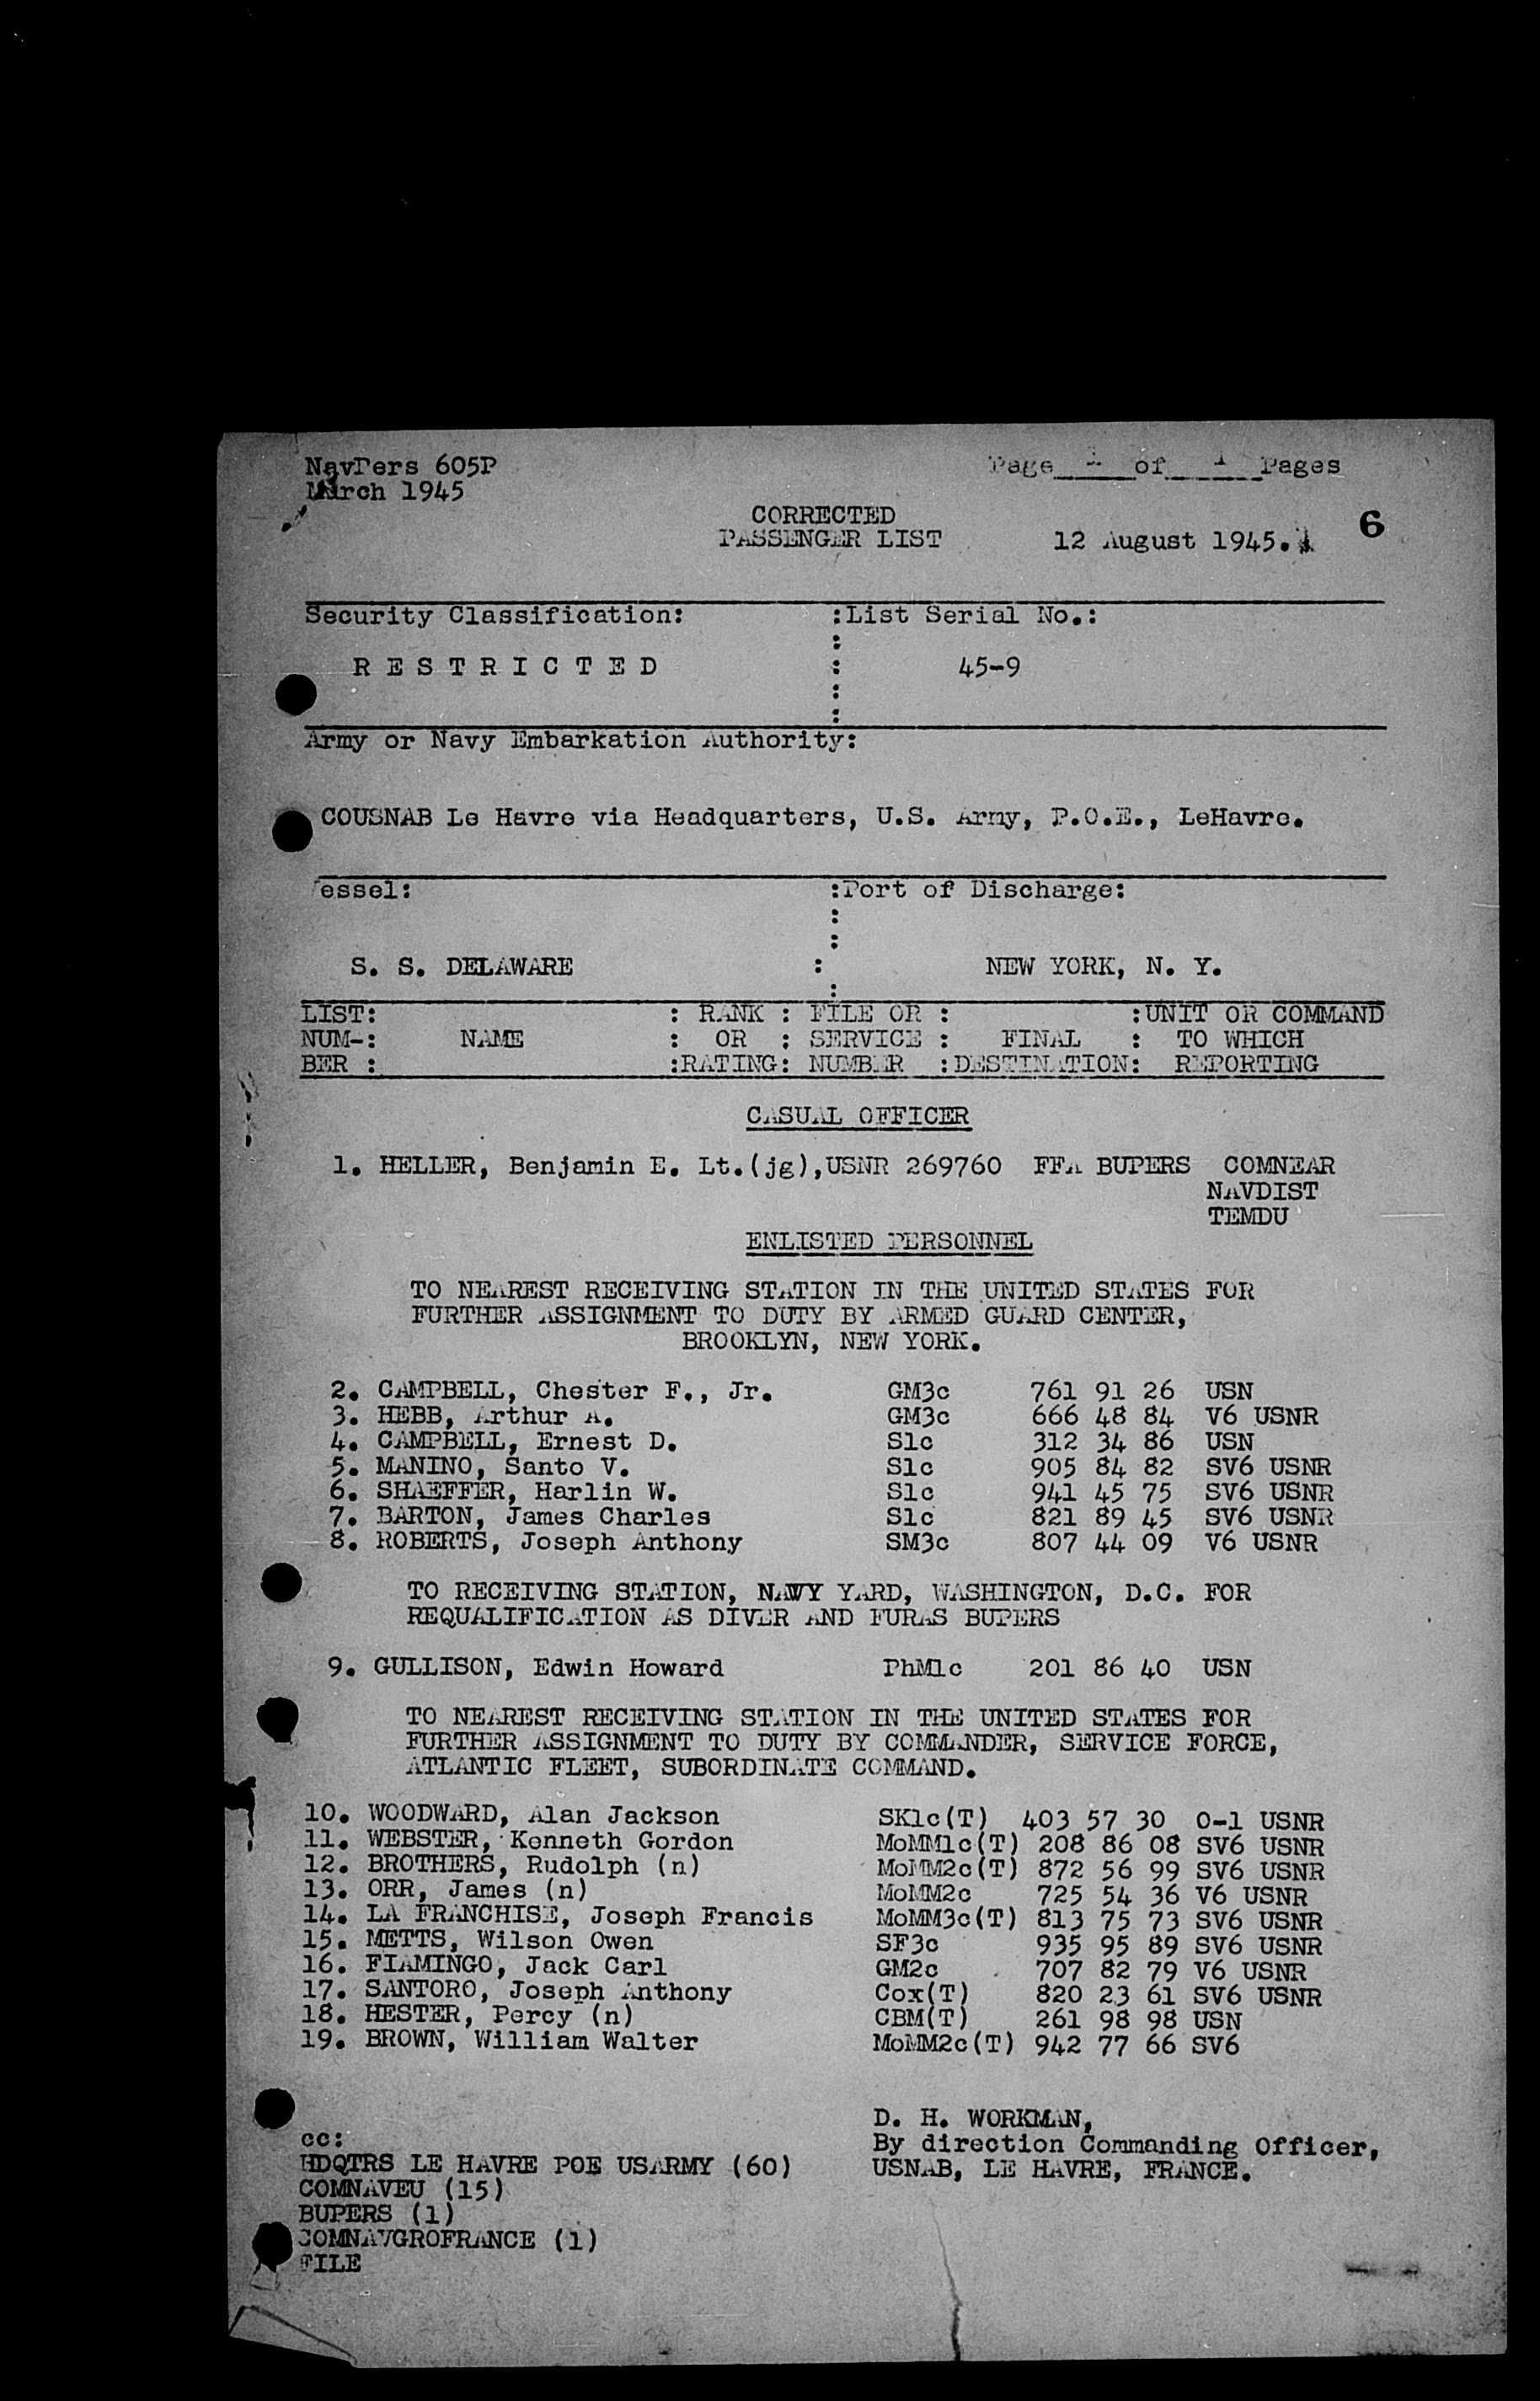 NavPers 605P Page of 1 Pages
March 1945
CORRECTED
PASSENGER LIST 12 August 1945. 6
Security Classification: :List Serial No.:
:
R E S T R I C T E D : 45-9
:
:
Army or Navy Embarkation Authority:
COUSNAB Le Havre via Headquarters, U.S. Army, P.O.E., LeHavre.
essel: :Port of Discharge:
:
:
S. S. DELAWARE : NEW YORK, N. Y.
:
LIST: : RANK : FILE OR : :UNIT OR COMMAND
NUM-: NAME : OR : SERVICE : FINAL : TO WHICH
BER : :RATING: NUMBER :DESTINATION: REPORTING
CASUAL OFFICER
1. HELLER, Benjamin E. Lt.(jg),USNR 269760 FFA BUPERS COMNEAR
NAVDIST
TEMDU
ENLISTED PERSONNEL
TO NEAREST RECEIVING STATION IN THE UNITED STATES FOR
FURTHER ASSIGNMENT TO DUTY BY ARMED GUARD CENTER,
BROOKLYN, NEW YORK.
2. CAMPBELL, Chester F., Jr. GM3c 761 91 26 USN
3. HEBB, Arthur A. GM3c 666 48 84 V6 USNR
4. CAMPBELL, Ernest D. S1c 312 34 86 USN
5. MANINO, Santo V. S1c 905 84 82 SV6 USNR
6. SHAEFFER, Harlin W. S1c 941 45 75 SV6 USNR
7. BARTON, James Charles S1c 821 89 45 SV6 USNR
8. ROBERTS, Joseph Anthony SM3c 807 44 09 V6 USNR
TO RECEIVING STATION, NAVY YARD, WASHINGTON, D.C. FOR
REQUALIFICATION AS DIVER AND FURAS BUPERS
9. GULLISON, Edwin Howard PhM1c 201 86 40 USN
TO NEAREST RECEIVING STATION IN THE UNITED STATES FOR
FURTHER ASSIGNMENT TO DUTY BY COMMANDER, SERVICE FORCE,
ATLANTIC FLEET, SUBORDINATE COMMAND.
10. WOODWARD, Alan Jackson SK1c(T) 403 57 30 O-1 USNR
11. WEBSTER, Kenneth Gordon MoMM1c(T) 208 86 08 SV6 USNR
12. BROTHERS, Rudolph (n) MoMM2c(T) 872 56 99 SV6 USNR
13. ORR, James (n) MoMM2c 725 54 36 V6 USNR
14. LA FRANCHISE, Joseph Francis MoMM3c(T) 813 75 73 SV6 USNR
15. METTS, Wilson Owen SF3c 935 95 89 SV6 USNR
16. FIAMINGO, Jack Carl GM2c 707 82 79 V6 USNR
17. SANTORO, Joseph Anthony Cox(T) 820 23 61 SV6 USNR
18. HESTER, Percy (n) CBM(T) 261 98 98 USN
19. BROWN, William Walter MoMM2c(T) 942 77 66 SV6
D. H. WORKMAN,
By direction Commanding Officer,
USNAB, LE HAVRE, FRANCE.
cc:
HDQTRS LE HAVRE POE USARMY (60)
COMNAVEU (15)
BUPERS (1)
COMNAVGROFRANCE (1)
FILE